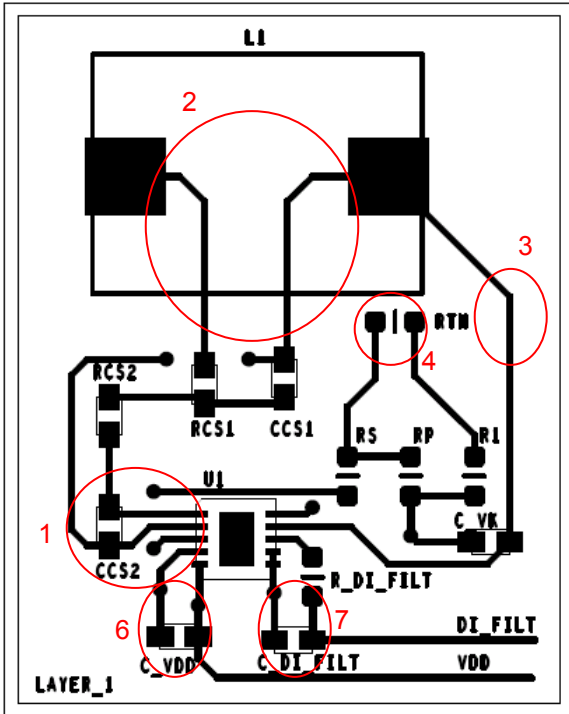 L1
2
3
RTN
4
RCS2
RCS1
CCS1
RS
RP
R1
U1
1
C_VK
CCS2
R_DI_FILT
6
7
DI_FILT
C_VDD
C_DI_FILT
VDD
LAYER_1